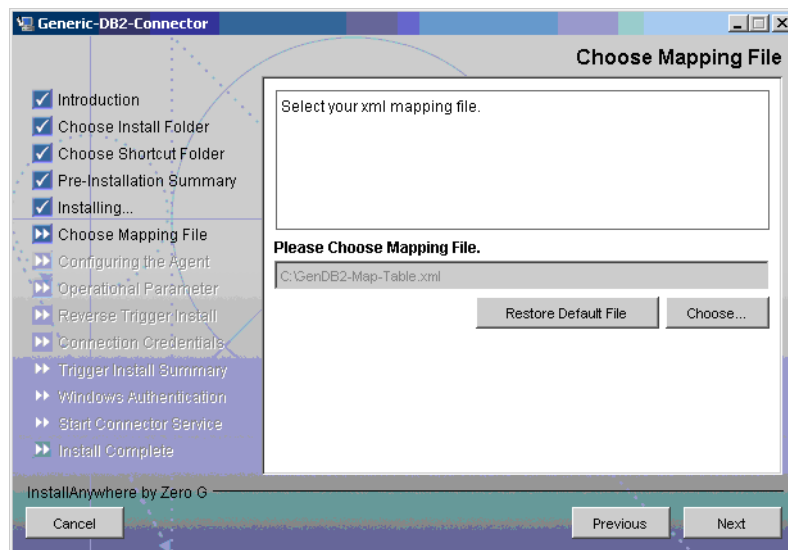 Generic-DB2-Connector
Choose Mapping File
Introduction
Choose Install Folder
Choose Shortcut Folder
Pre-Installation Summary
Installing...
Choose Mapping File
Configuring the Agent
Operational Parameter
Reverse Trigger Install
Connection Credentials
Trigger Install Summary
Windows Authentication
Start Connector Service
Install Complete
Select your xml mapping file.
Please Choose Mapping File.
C:\GenDB2-Map-Table.xml
Restore Default File
Choose...
InstallAnywhere by Zero G
Cancel
Previous
Next